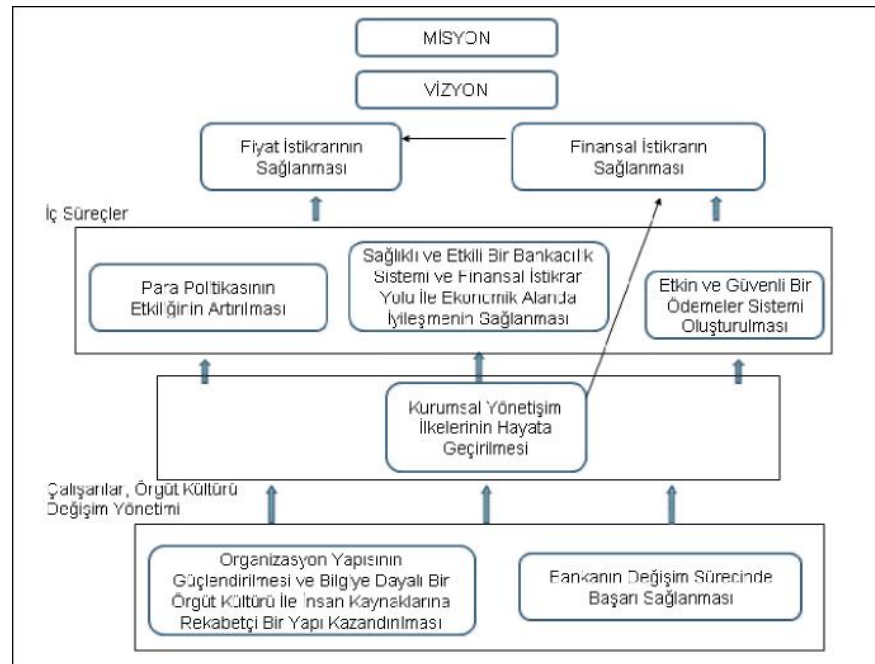 MİSYON
VİZYON
Fiyat İstikrarının
Sağlanması
Finansal İstikrarın
Sağlanması
İç Süreçler
Para Politikasının
Etkiliğinin Artırılması
Sağlıklı ve Etkili Bir Bankacılık
Sistemi ve Finansal İstikrar
Yolu İle Ekonomik Alanda
İyileşmenin Sağlanması
Etkin ve Güvenli Bir
Ödemeler Sistemi
Oluşturulması
Kurumsal Yönetişim
İlkelerinin Hayata
Geçirilmesi
Çalışanlar, Örgüt Kültürü
Değişim Yönetimi
Organizasyon Yapısının
Güçlendirilmesi ve Bilgiye Dayalı Bir
Örgüt Kültürü İle İnsan Kaynaklarına
Rekabetçi Bir Yapı Kazandırılması
Bankanın Değişim Sürecinde
Başarı Sağlanması